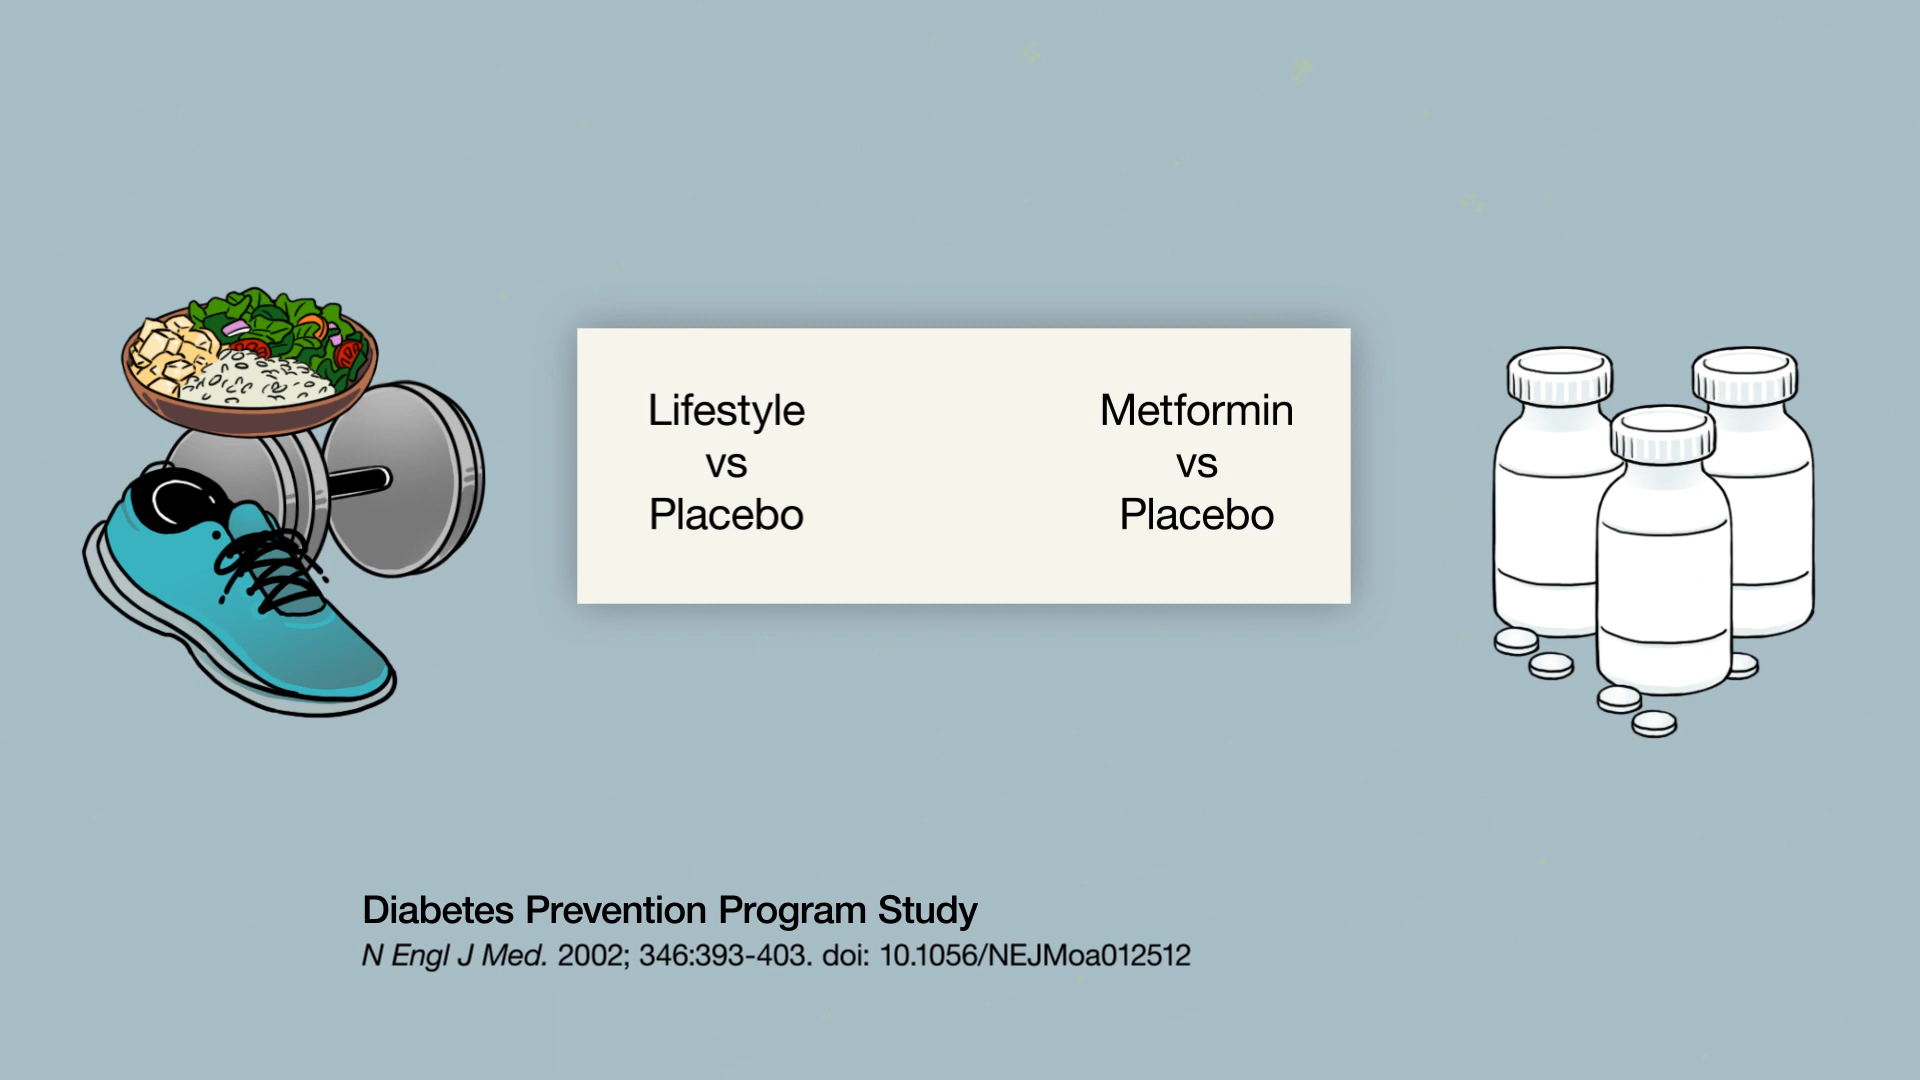 Lifestyle
vs
Placebo
Metformin
vs
Placebo
Diabetes Prevention Program Study
N Engl J Med. 2002; 346:393-403. doi: 10.1056/NEJMoa012512